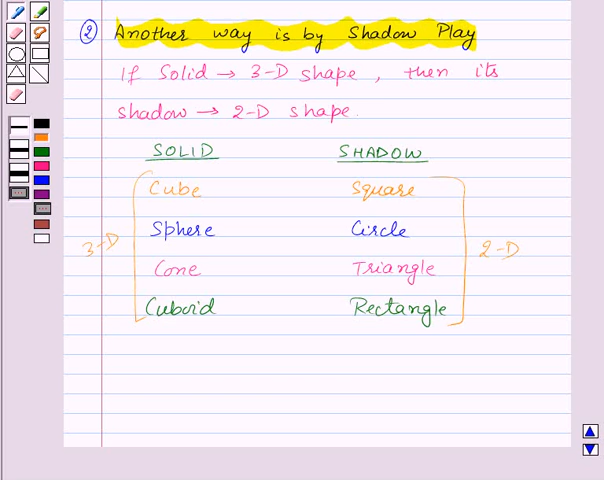 ② Another way is by Shadow Play
If Solid → 3-D shape, then its
shadow → 2-D shape.
SOLID SHADOW
Cube Square
Sphere Circle
3-D 2-D
Cone Triangle
Cuboid Rectangle